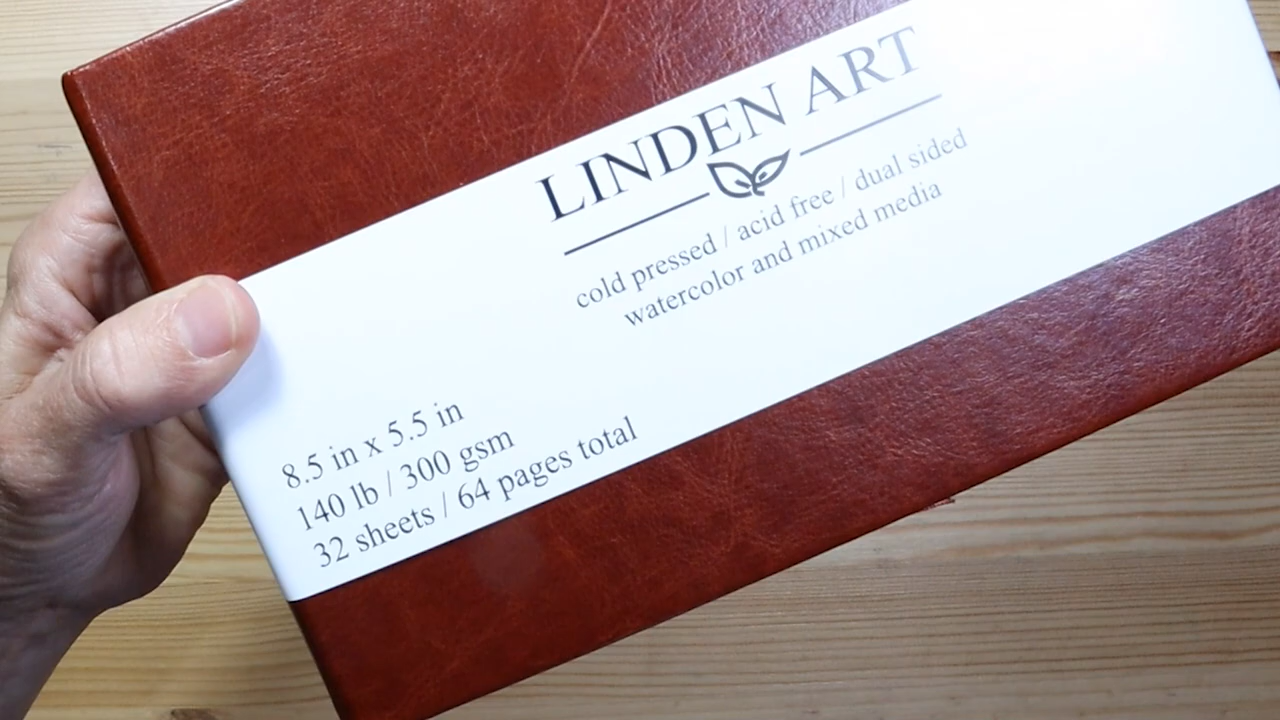 LINDEN ART
cold pressed / acid free / dual sided
watercolor and mixed media
8.5 in x 5.5 in
140 lb / 300 gsm
32 sheets / 64 pages total